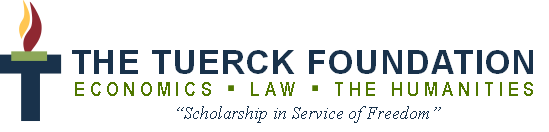 THE TUERCK FOUNDATION
ECONOMICS ▪ LAW ▪ THE HUMANITIES
“Scholarship in Service of Freedom”